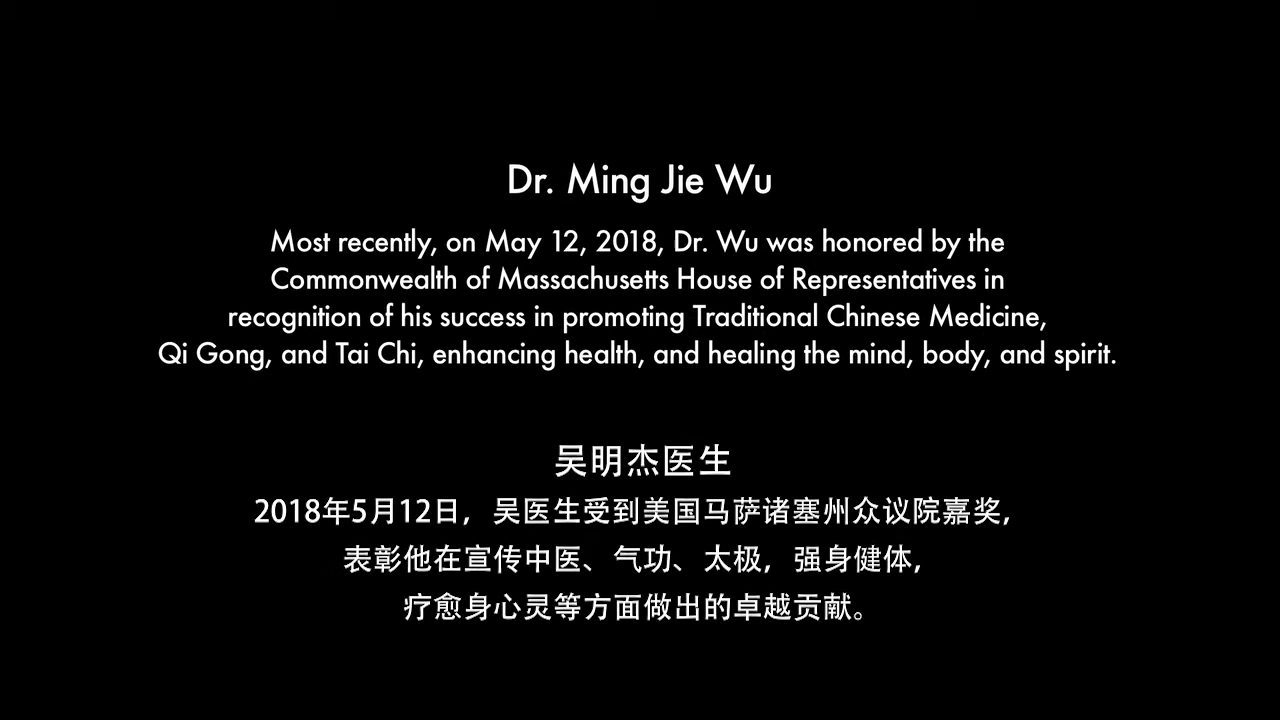 Dr. Ming Jie Wu
Most recently, on May 12, 2018, Dr. Wu was honored by the
Commonwealth of Massachusetts House of Representatives in
recognition of his success in promoting Traditional Chinese Medicine,
Qi Gong, and Tai Chi, enhancing health, and healing the mind, body, and spirit.
吴明杰医生
2018年5月12日，吴医生受到美国马萨诸塞州众议院嘉奖，
表彰他在宣传中医、气功、太极，强身健体，
疗愈身心灵等方面做出的卓越贡献。